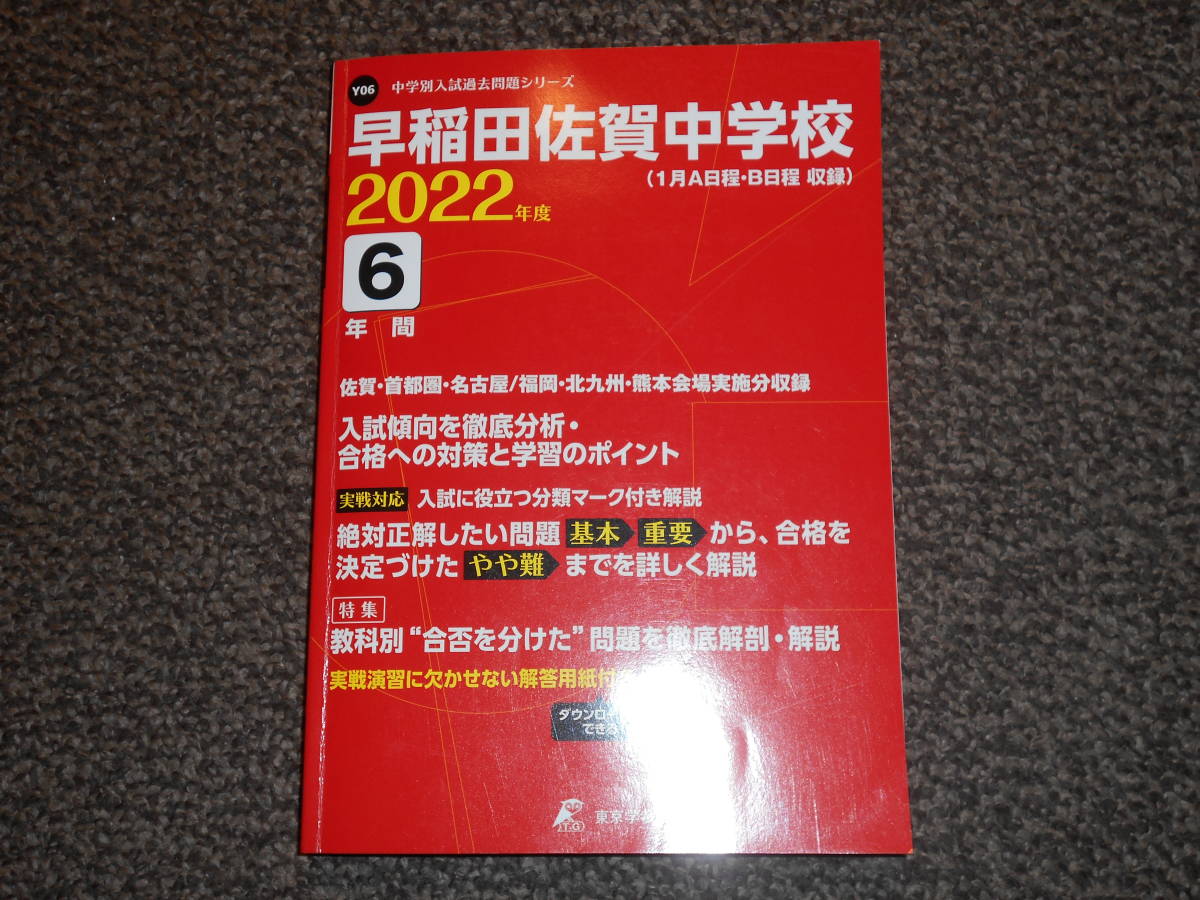 Y06
中学別入試過去問題シリーズ
早稲田佐賀中学校
(1月A日程・B日程 収録)
2022年度
6
年間
佐賀・首都圏・名古屋/福岡・北九州・熊本会場実施分収録
入試傾向を徹底分析・
合格への対策と学習のポイント
実戦対応 入試に役立つ分類マーク付き解説
絶対正解したい問題 基本 重要 から、合格を
決定づけた やや難 までを詳しく解説
特集
教科別“合否を分けた”問題を徹底解剖・解説
実戦演習に欠かせない解答用紙付
ダウンロー
できる
T-G 東京学